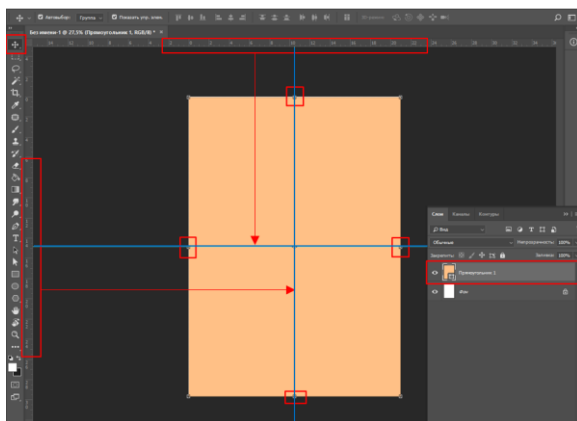 Автовыбор: Группа Показать упр. элем.
Без имени-1 @ 27,5% (Прямоугольник 1, RGB/8) *
Слои Каналы Контуры
Вид
Обычные Непрозрачность: 100%
Закрепить: Заливка: 100%
Прямоугольник 1
Фон